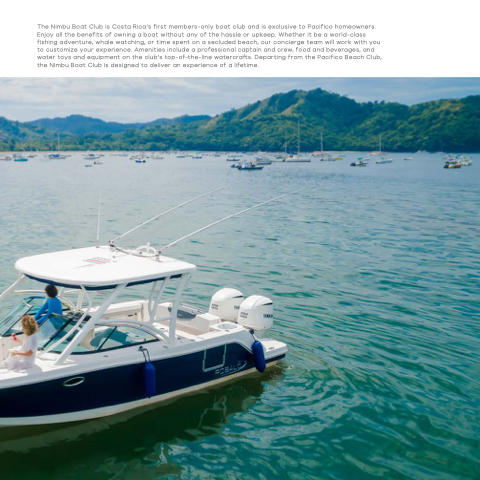 The Nimbu Boat Club is Costa Rica's first members-only boat club and is exclusive to Pacifico homeowners.
Enjoy all the benefits of owning a boat without any of the hassle or upkeep. Whether it be a world-class
fishing adventure, whale watching, or time spent on a secluded beach, our concierge team will work with you
to customize your experience. Amenities include a professional captain and crew, food and beverages, and
water toys and equipment on the club's top-of-the-line watercrafts. Departing from the Pacifico Beach Club,
the Nimbu Boat Club is designed to deliver an experience of a lifetime.